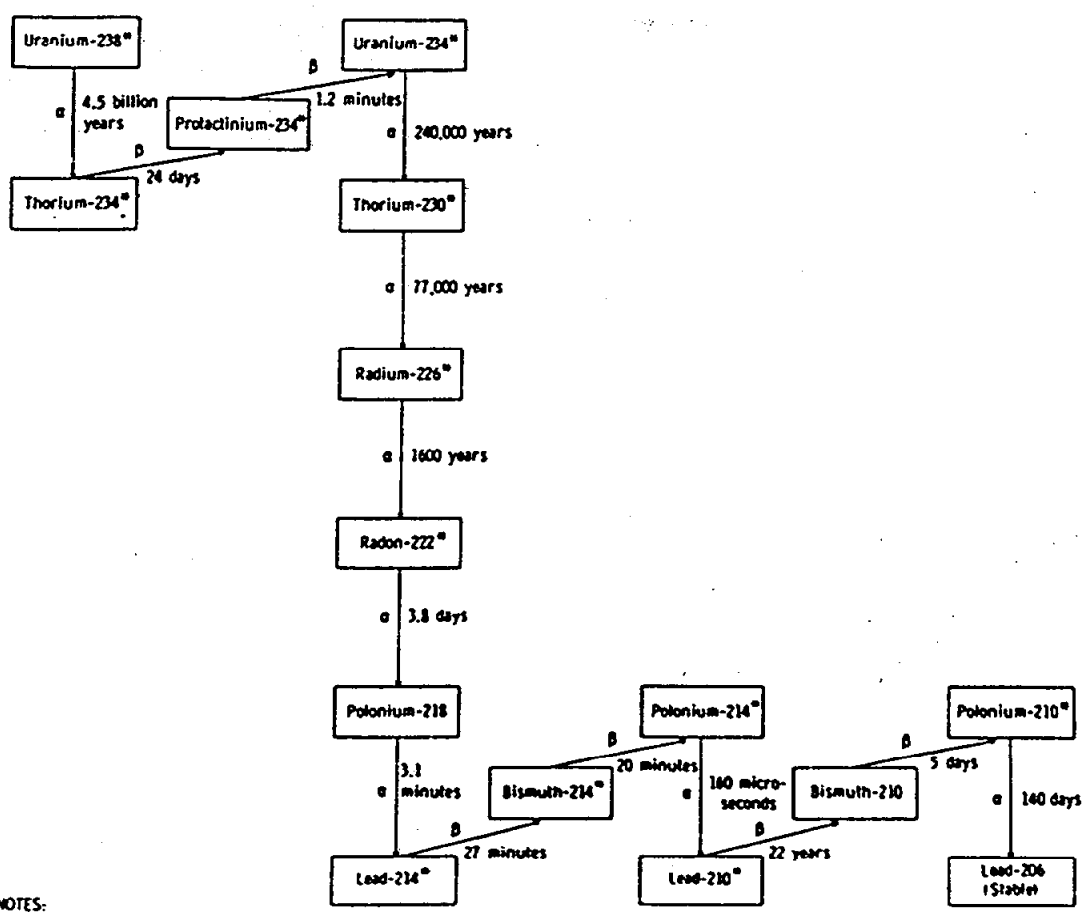 Uranium-238*
Uranium-234*
β
α
4.5 billion
years
Protactinium-234*
1.2 minutes
α
240,000 years
β
24 days
Thorium-234*
Thorium-230*
α
77,000 years
Radium-226*
α
1600 years
Radon-222*
α
3.8 days
Polonium-218
Polonium-214*
Polonium-210*
β
β
3.1
minutes
α
20 minutes
5 days
Bismuth-214*
α
160 micro-
seconds
Bismuth-210
α
140 days
β
27 minutes
β
22 years
Lead-214*
Lead-210*
Lead-206
(Stable)
NOTES: